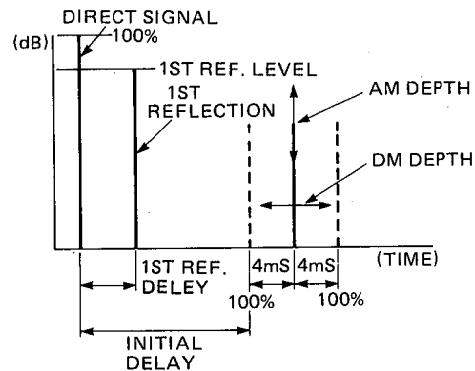 DIRECT SIGNAL
(dB)
100%
1ST REF. LEVEL
1ST
REFLECTION
AM DEPTH
DM DEPTH
(TIME)
1ST REF.
DELEY
4mS
4mS
100%
100%
INITIAL
DELAY